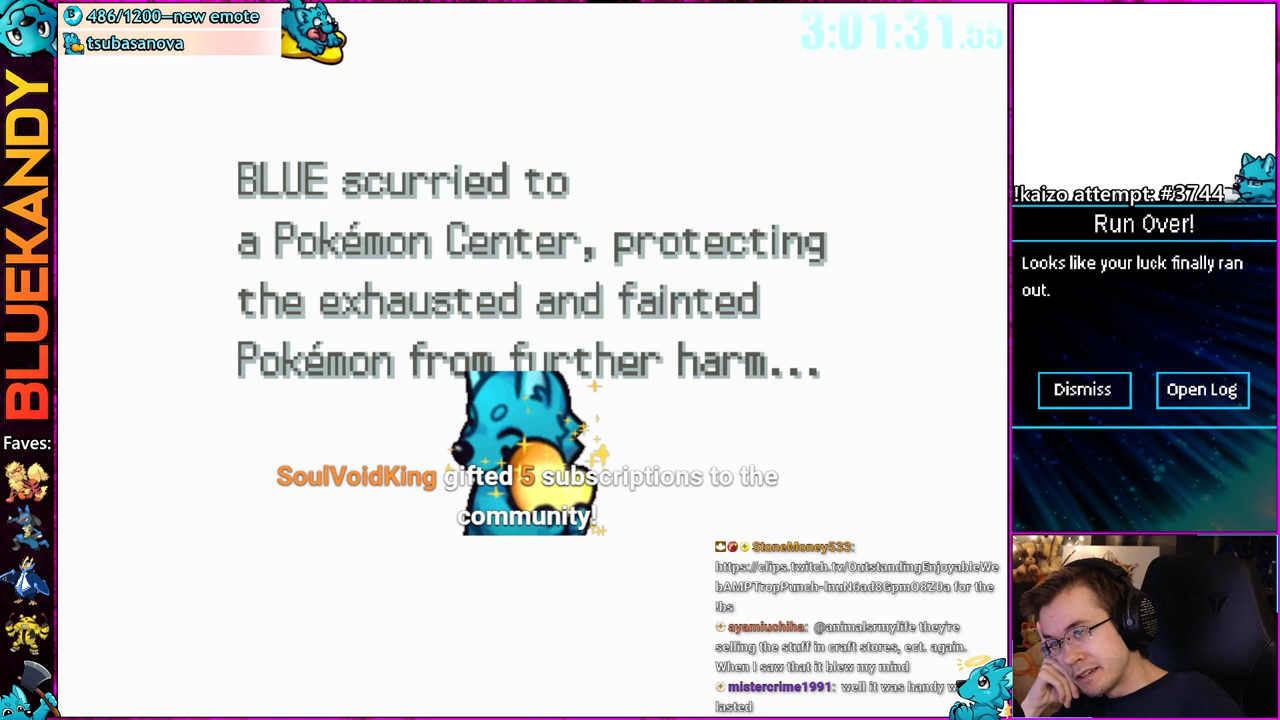 486/1200-new emote
tsubasanova
3:01:31.55
BLUEKANDY
BLUE scurried to
a Pokémon Center, protecting
the exhausted and fainted
Pokémon from further harm...
SoulVoidKing gifted 5 subscriptions to the
community!
Faves:
!kaizo attempt: #3744
Run Over!
Looks like your luck finally ran
out.
Dismiss
Open Log
StoneMoney533:
https://clips.twitch.tv/OutstandingEnjoyableWe
bAMPTropPunch-InuN6ad8GpmO8Z0a for the
!bs
ayamiuchiha: @animalsrmylife they're
selling the stuff in craft stores, ect. again.
When I saw that it blew my mind
mistercrime1991: well it was handy
lasted